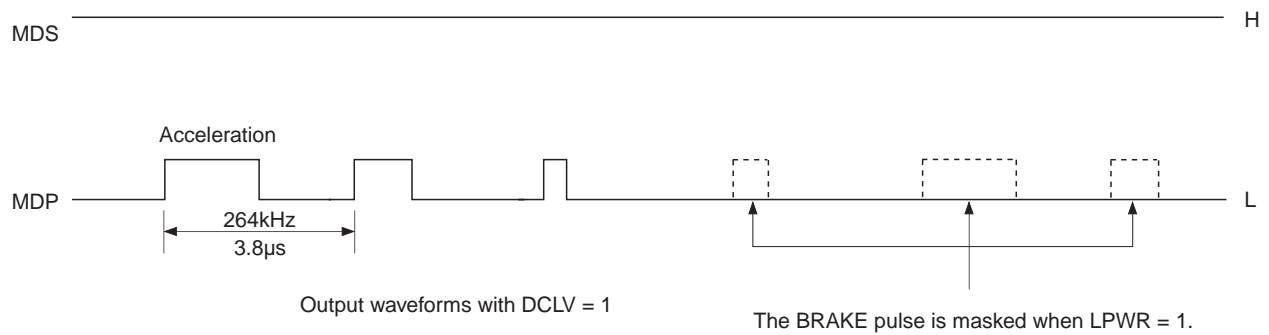 MDS
H
Acceleration
MDP
L
264kHz
3.8µs
Output waveforms with DCLV = 1
The BRAKE pulse is masked when LPWR = 1.